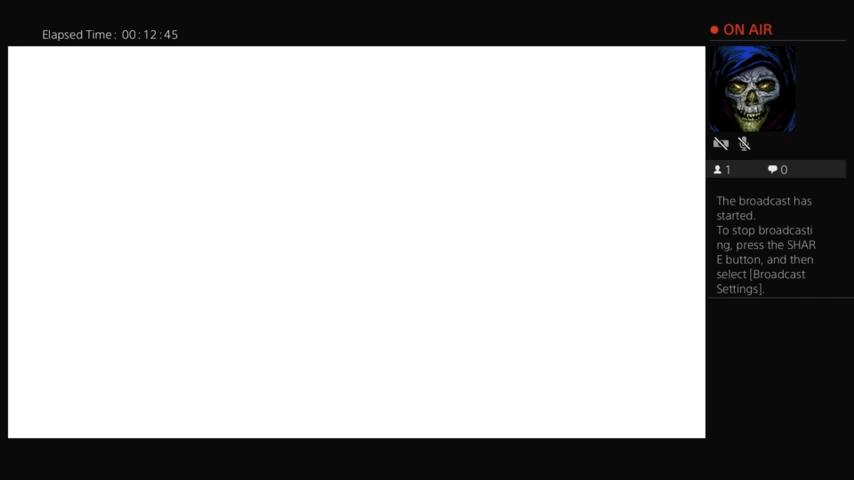 Elapsed Time: 00:12:45
ON AIR
1 0
The broadcast has
started.
To stop broadcasti
ng, press the SHAR
E button, and then
select [Broadcast
Settings].